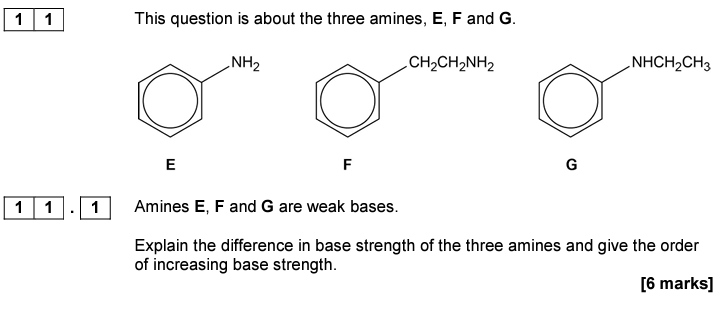 1 1 This question is about the three amines, E, F and G.
NH2 CH2CH2NH2 NHCH2CH3
E F G
1 1 . 1 Amines E, F and G are weak bases.
Explain the difference in base strength of the three amines and give the order
of increasing base strength.
[6 marks]